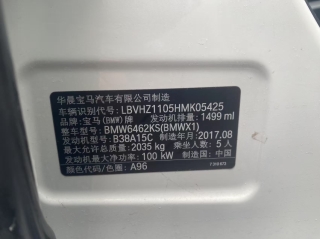 华晨宝马汽车有限公司制造
车辆识别代号: LBVHZ1105HMK05425
品牌: 宝马(BMW)牌 发动机排量: 1499 ml
整车型号: BMW6462KS(BMWX1)
发动机型号: B38A15C 制造年月: 2017.08
最大允许总质量: 2035 kg 乘坐人数: 5 人
发动机最大净功率: 100 kW 制造国: 中国
颜色代码/色圈: A96